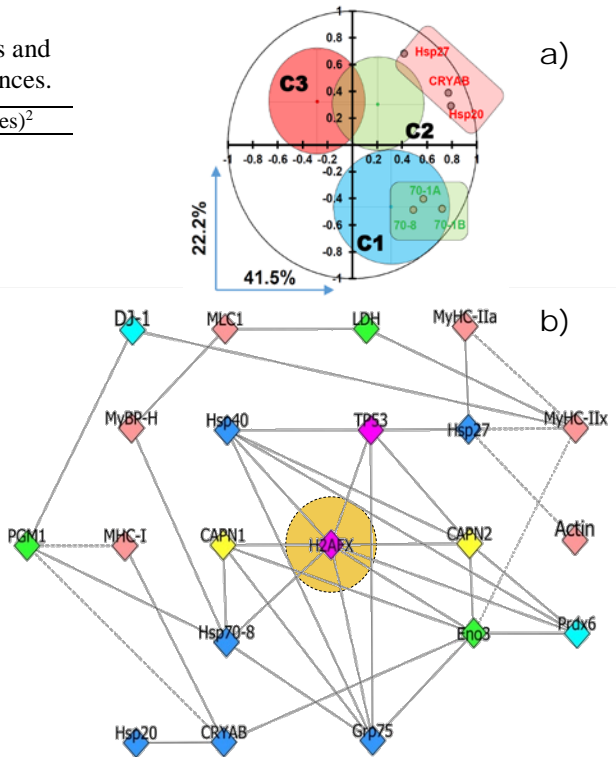 s and
ences.
es)2
a)
1
0.8
0.6
0.4
0.2
Hsp27
CRYAB
Hsp20
C3
C2
-1 -0.8 -0.6 -0.4 -0.2 0.2 0.4 0.6 0.8 1
-0.2
-0.4
-0.6
-0.8
-1
70-1A
70-8 70-1B
C1
22.2%
41.5%
b)
DJ-1 MLC1 LDH MyHC-IIa
MyBP-H Hsp40 TP53 Hsp27 MyHC-IIx
PGM1 MHC-I CAPN1 H2AFX CAPN2 Actin
Hsp70-8 Eno3 Prdx6
Hsp20 CRYAB Grp75